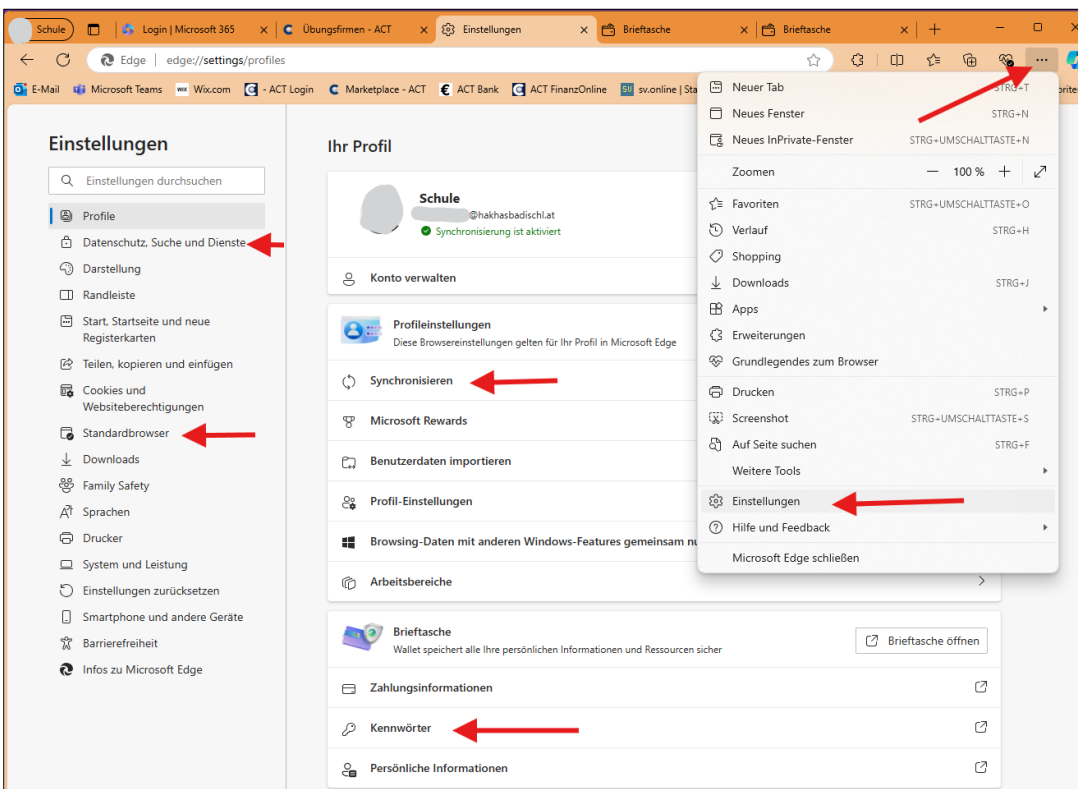 Schule
Login | Microsoft 365
Übungsfirmen - ACT
Einstellungen
Brieftasche
Brieftasche
Edge
edge://settings/profiles
E-Mail
Microsoft Teams
WIX
Wix.com
- ACT Login
Marketplace - ACT
ACT Bank
ACT FinanzOnline
SU
sv.online | Sta
Einstellungen
Einstellungen durchsuchen
Profile
Datenschutz, Suche und Dienste
Darstellung
Randleiste
Start, Startseite und neue
Registerkarten
Teilen, kopieren und einfügen
Cookies und
Websiteberechtigungen
Standardbrowser
Downloads
Family Safety
Sprachen
Drucker
System und Leistung
Einstellungen zurücksetzen
Smartphone und andere Geräte
Barrierefreiheit
Infos zu Microsoft Edge
Ihr Profil
Schule
@hakhasbadischl.at
Synchronisierung ist aktiviert
Konto verwalten
Profileinstellungen
Diese Browsereinstellungen gelten für Ihr Profil in Microsoft Edge
Synchronisieren
Microsoft Rewards
Benutzerdaten importieren
Profil-Einstellungen
Browsing-Daten mit anderen Windows-Features gemeinsam nu
Arbeitsbereiche
Brieftasche
Wallet speichert alle Ihre persönlichen Informationen und Ressourcen sicher
Brieftasche öffnen
Zahlungsinformationen
Kennwörter
Persönliche Informationen
Neuer Tab STRG+T
Neues Fenster STRG+N
Neues InPrivate-Fenster STRG+UMSCHALTTASTE+N
Zoomen 100 %
Favoriten STRG+UMSCHALTTASTE+O
Verlauf STRG+H
Shopping
Downloads STRG+J
Apps
Erweiterungen
Grundlegendes zum Browser
Drucken STRG+P
Screenshot STRG+UMSCHALTTASTE+S
Auf Seite suchen STRG+F
Weitere Tools
Einstellungen
Hilfe und Feedback
Microsoft Edge schließen